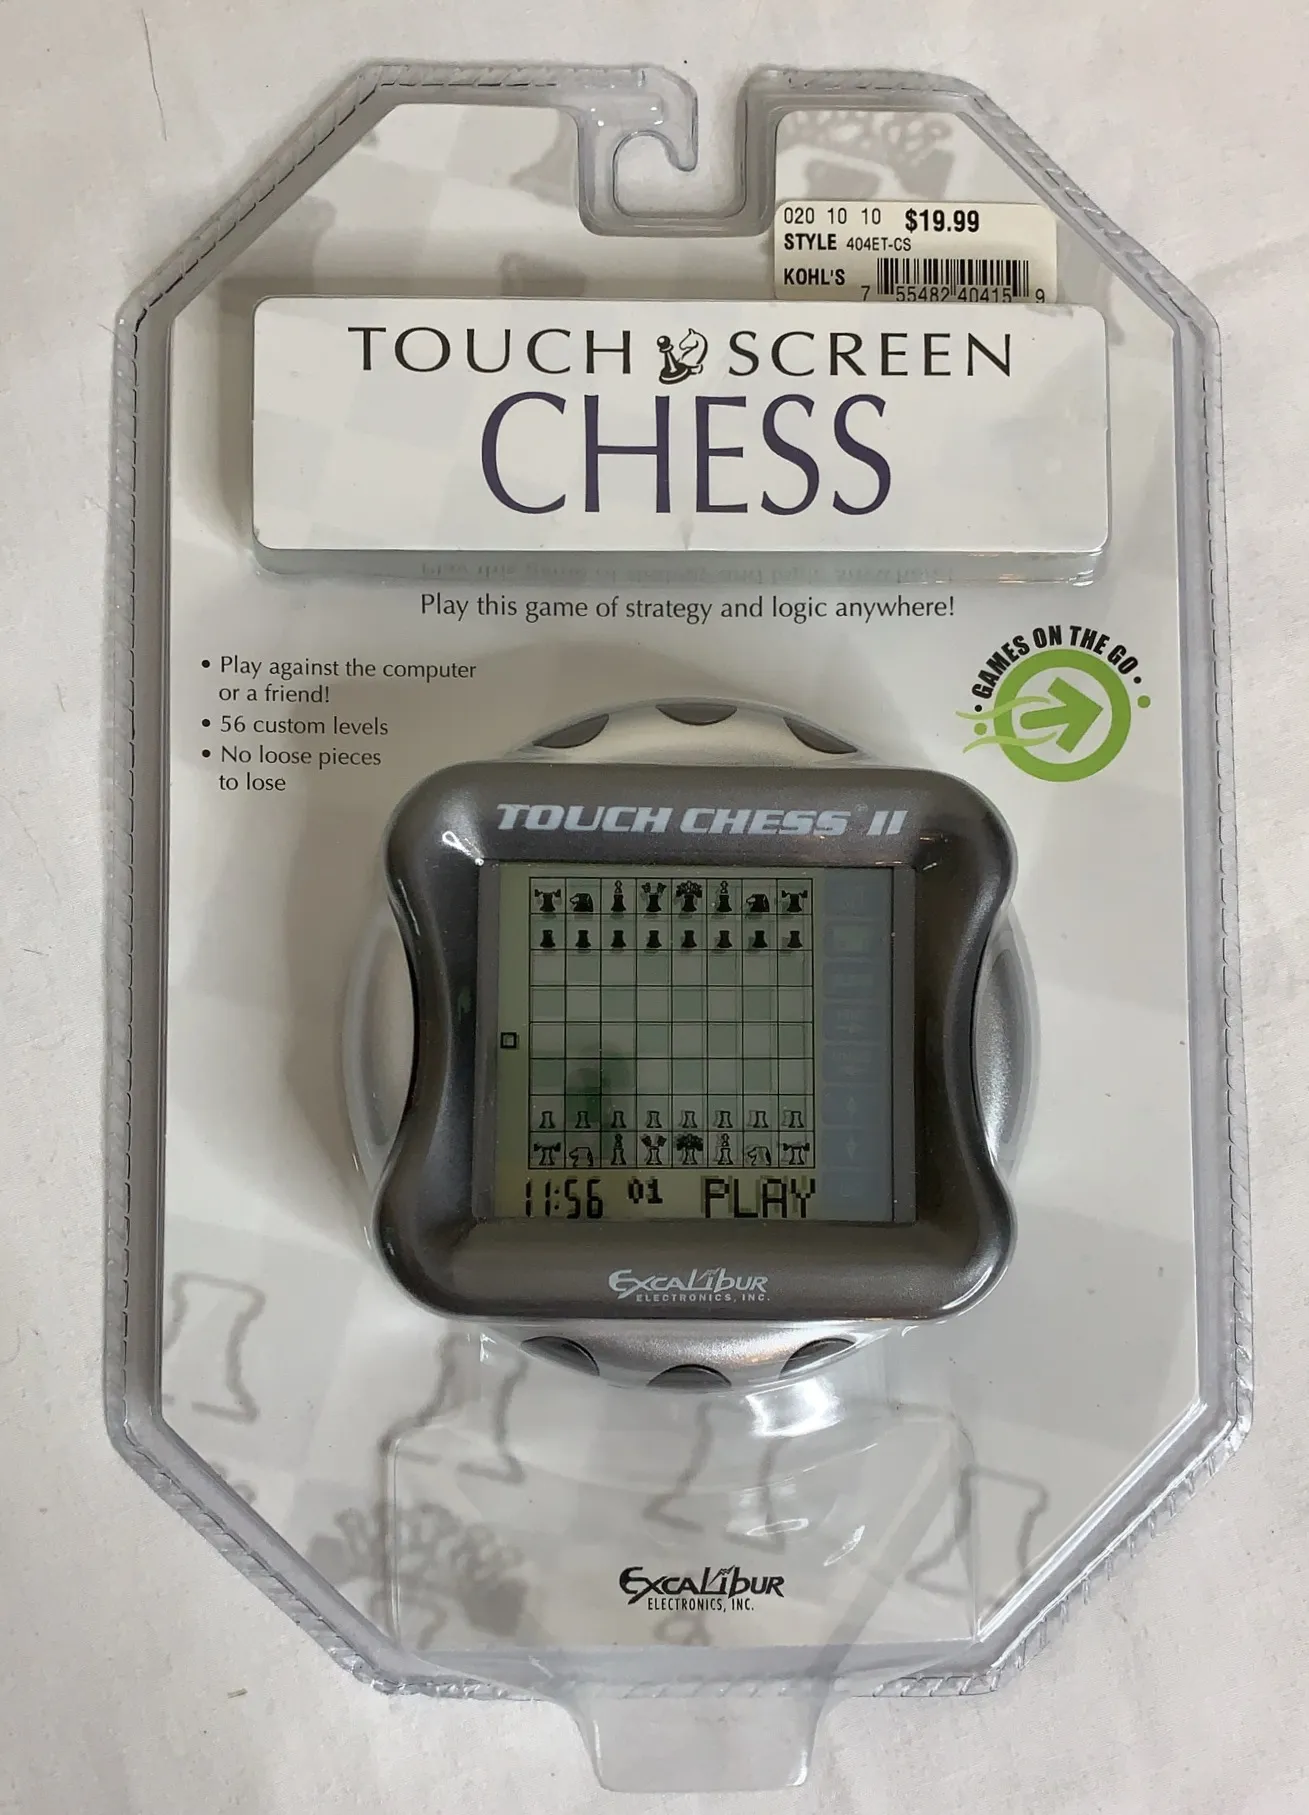 020 10 10 $19.99
STYLE 404ET-CS
KOHL'S
7 55482 40415 9
TOUCH SCREEN
CHESS
Play this game of strategy and logic anywhere!
• Play against the computer
or a friend!
• 56 custom levels
• No loose pieces
to lose
• GAMES ON THE GO •
TOUCH CHESS II
11:56 01 PLAY
EXCALIBUR
ELECTRONICS, INC.
EXCALIBUR
ELECTRONICS, INC.